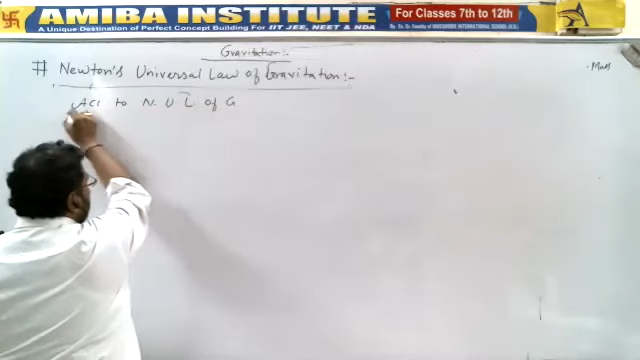 AMIBA INSTITUTE
A Unique Destination of Perfect Concept Building For IIT JEE, NEET & NDA
For Classes 7th to 12th
Gravitation:-
# Newton's Universal Law of Gravitation:-
. Mass
Acc to N. U L of G